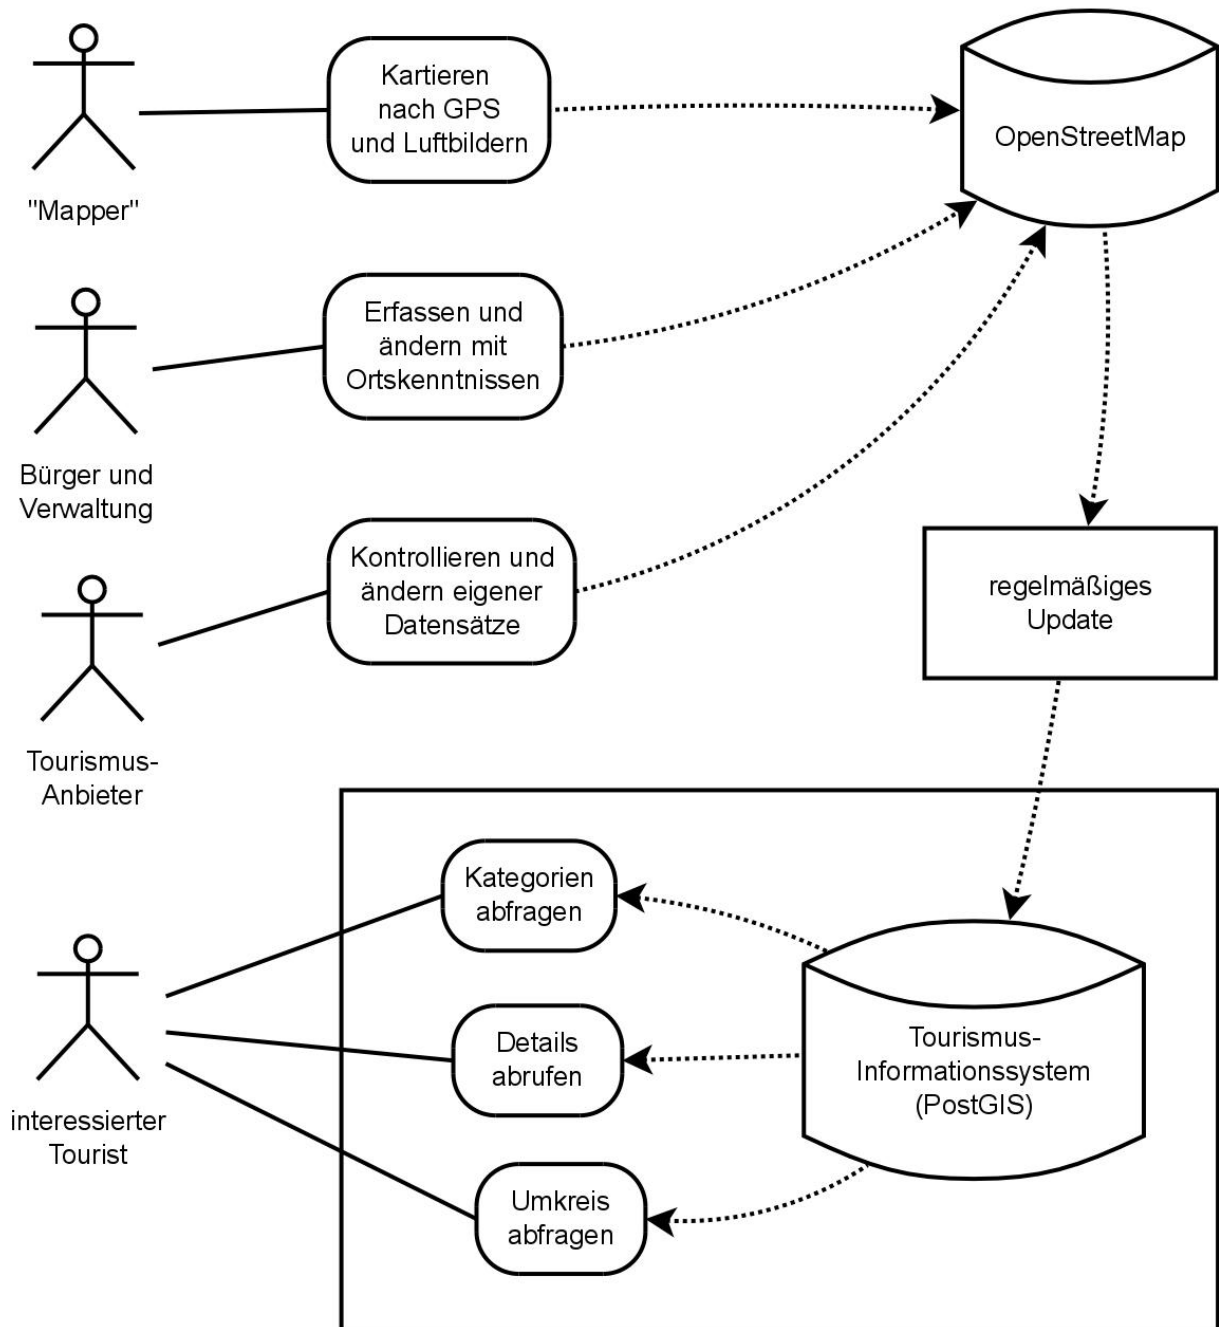 Kartieren
nach GPS
und Luftbildern
OpenStreetMap
"Mapper"
Erfassen und
ändern mit
Ortskenntnissen
Bürger und
Verwaltung
Kontrollieren und
ändern eigener
Datensätze
regelmäßiges
Update
Tourismus-
Anbieter
Kategorien
abfragen
Details
abrufen
Tourismus-
Informationssystem
(PostGIS)
interessierter
Tourist
Umkreis
abfragen